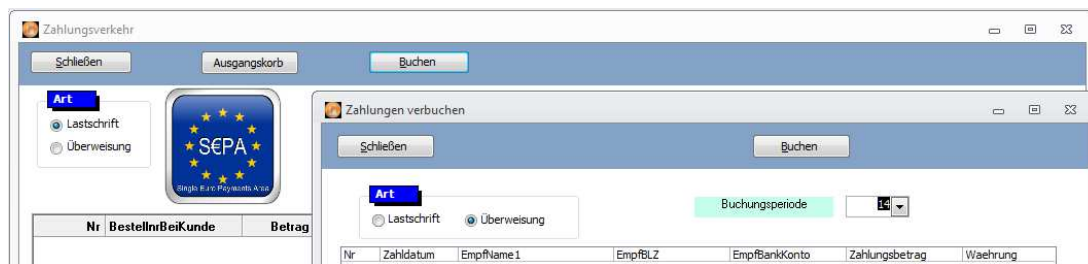 Zahlungsverkehr
Schließen Ausgangskorb Buchen
Art
Lastschrift
Überweisung
S€PA
Single Euro Payments Area
Nr BestellnrBeiKunde Betrag
Zahlungen verbuchen
Schließen Buchen
Art
Lastschrift Überweisung
Buchungsperiode 14
Nr Zahldatum EmpfName1 EmpfBLZ EmpfBankKonto Zahlungsbetrag Waehrung